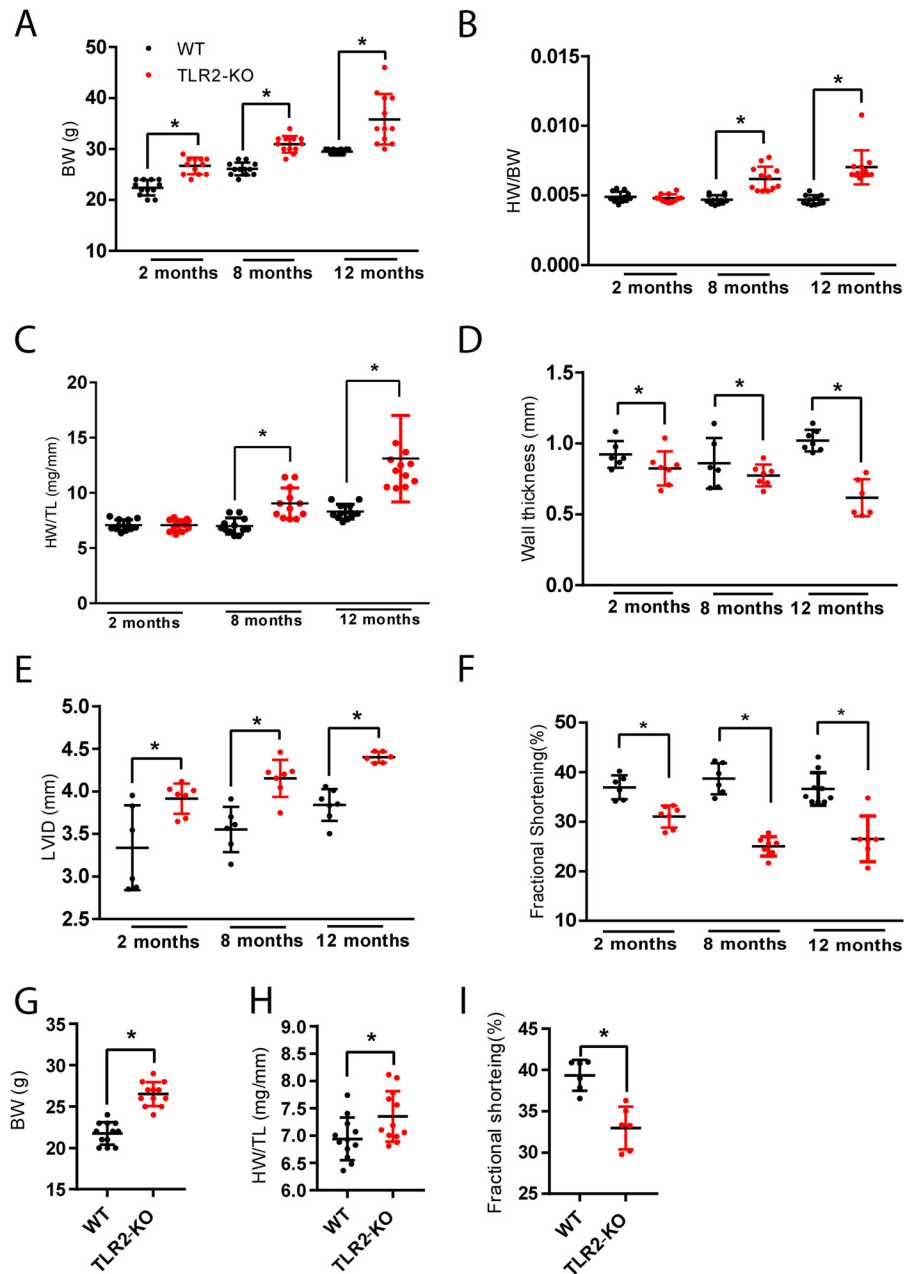 A
WT
TLR2-KO
BW (g)
50
40
30
20
10
*
*
*
2 months
8 months
12 months
B
HW/BW
0.015
0.010
0.005
0.000
*
*
2 months
8 months
12 months
C
HW/TL (mg/mm)
20
15
10
5
0
*
*
2 months
8 months
12 months
D
Wall thickness (mm)
1.5
1.0
0.5
0.0
*
*
*
2 months
8 months
12 months
E
LVID (mm)
5.0
4.5
4.0
3.5
3.0
2.5
*
*
*
2 months
8 months
12 months
F
Fractional Shortening(%)
50
40
30
20
10
*
*
*
2 months
8 months
12 months
G
BW (g)
35
30
25
20
15
*
WT
TLR2-KO
H
HW/TL (mg/mm)
9.0
8.5
8.0
7.5
7.0
6.5
6.0
*
WT
TLR2-KO
I
Fractional shorteing(%)
45
40
35
30
25
*
WT
TLR2-KO